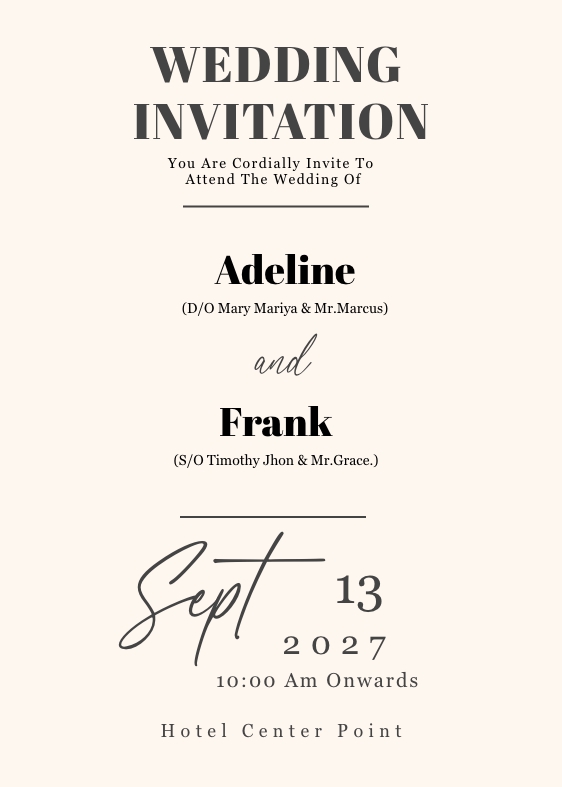 WEDDING
INVITATION
You Are Cordially Invite To
Attend The Wedding Of
Adeline
(D/O Mary Mariya & Mr.Marcus)
and
Frank
(S/O Timothy Jhon & Mr.Grace.)
Sept 13
2027
10:00 Am Onwards
Hotel Center Point